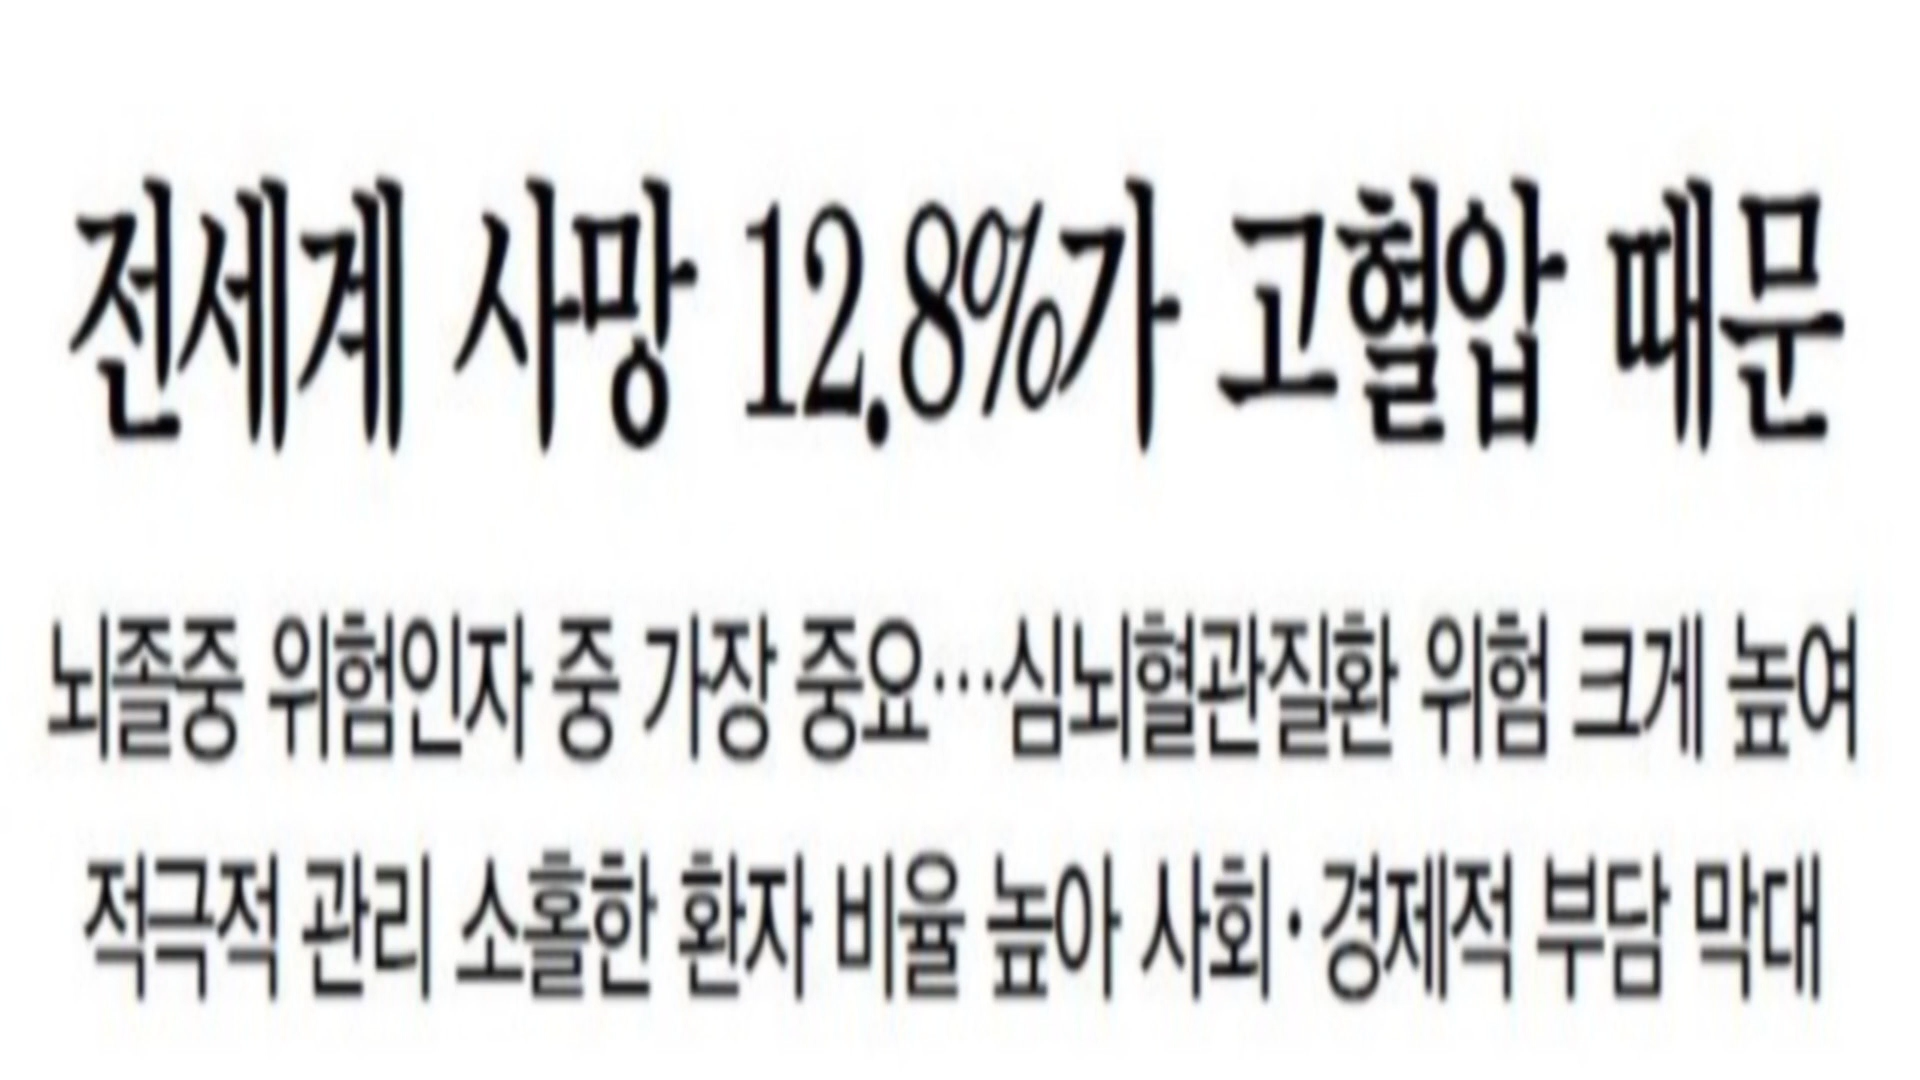 전세계 사망 12.8%가 고혈압 때문
뇌졸중 위험인자 중 가장 중요…심뇌혈관질환 위험 크게 높여
적극적 관리 소홀한 환자 비율 높아 사회·경제적 부담 막대